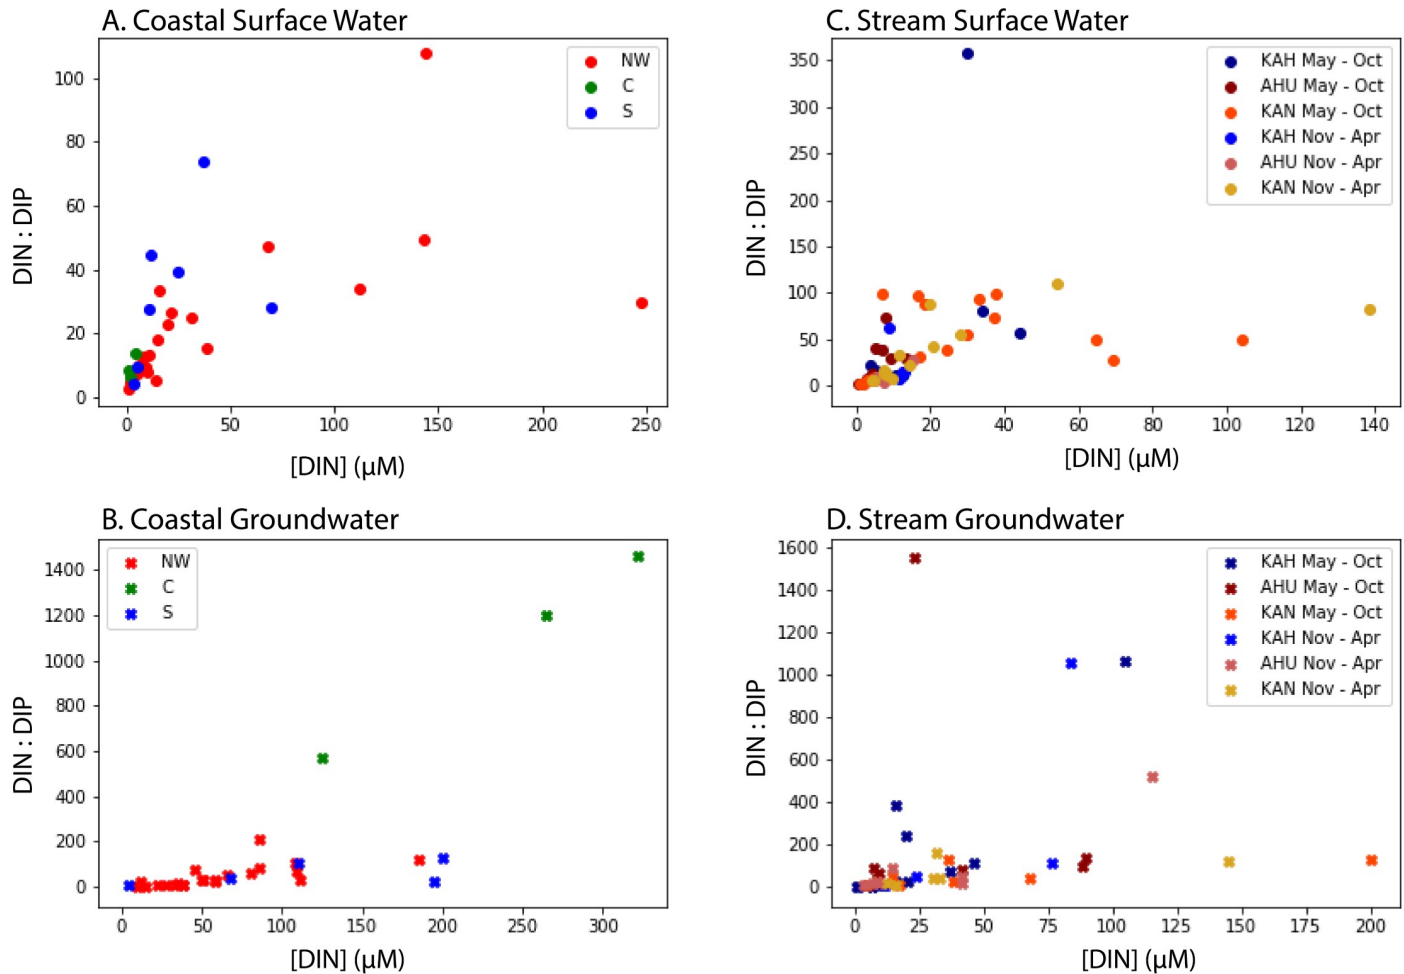 A. Coastal Surface Water
100
80
60
40
20
0
DIN : DIP
NW
C
S
0 50 100 150 200 250
[DIN] (µM)
C. Stream Surface Water
350
300
250
200
150
100
50
0
DIN : DIP
KAH May - Oct
AHU May - Oct
KAN May - Oct
KAH Nov - Apr
AHU Nov - Apr
KAN Nov - Apr
0 20 40 60 80 100 120 140
[DIN] (µM)
B. Coastal Groundwater
1400
1200
1000
800
600
400
200
0
DIN : DIP
NW
C
S
0 50 100 150 200 250 300
[DIN] (µM)
D. Stream Groundwater
1600
1400
1200
1000
800
600
400
200
0
DIN : DIP
KAH May - Oct
AHU May - Oct
KAN May - Oct
KAH Nov - Apr
AHU Nov - Apr
KAN Nov - Apr
0 25 50 75 100 125 150 175 200
[DIN] (µM)